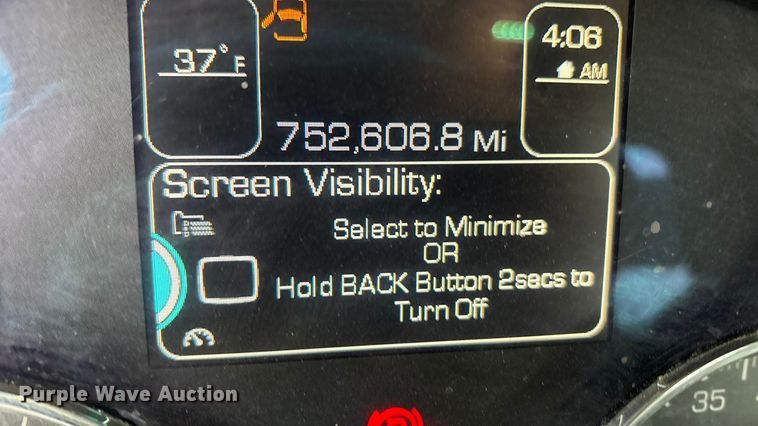 37° F
4:06
AM
752,606.8 Mi
Screen Visibility:
Select to Minimize
OR
Hold BACK Button 2secs to
Turn Off
35
Purple Wave Auction